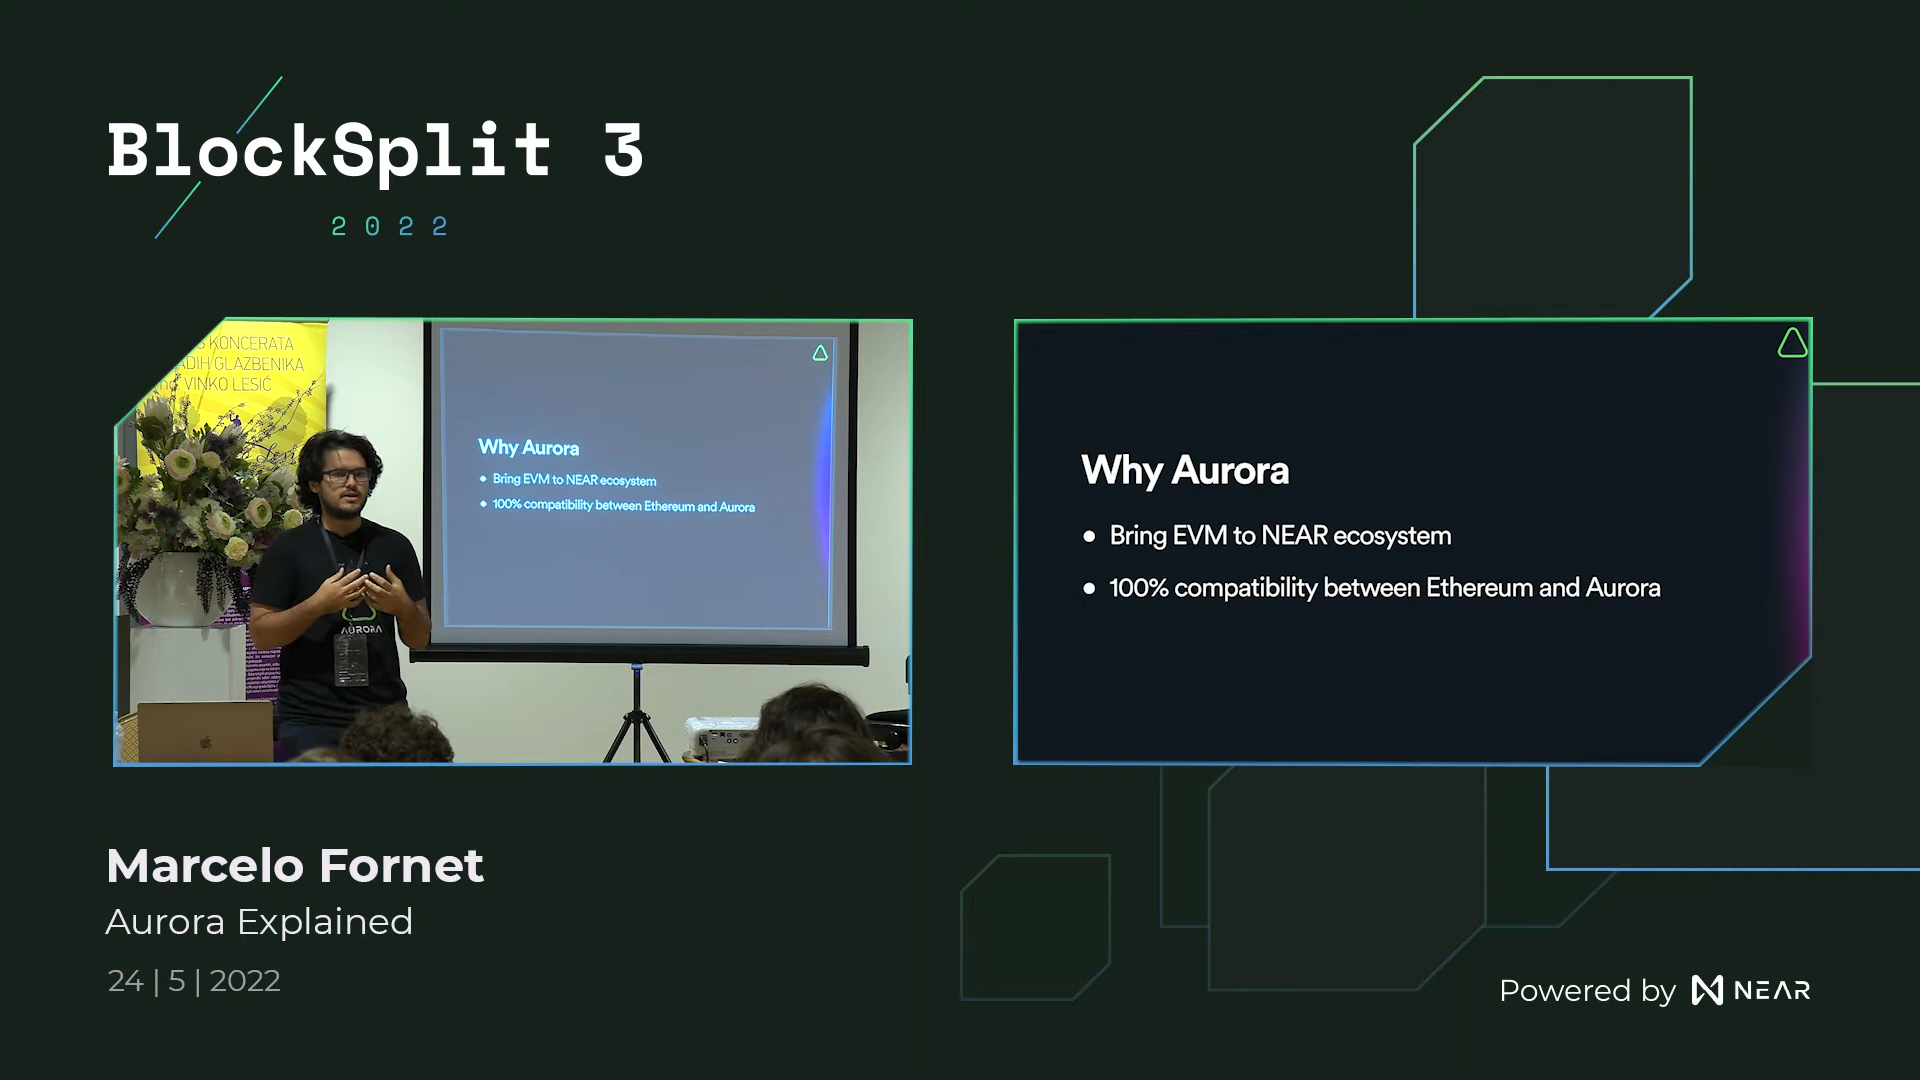 BlockSplit 3
2022
S KONCERATA
ADIH GLAZBENIKA
VINKO LESIĆ
Why Aurora
Bring EVM to NEAR ecosystem
100% compatibility between Ethereum and Aurora
AURORA
Why Aurora
Bring EVM to NEAR ecosystem
100% compatibility between Ethereum and Aurora
Marcelo Fornet
Aurora Explained
24 | 5 | 2022
Powered by NEAR